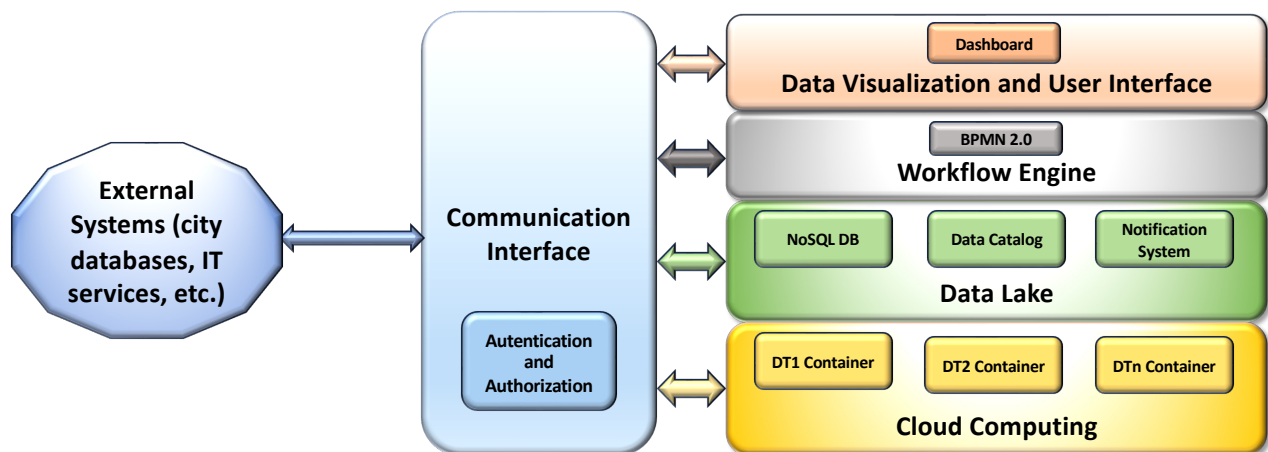 External
Systems (city
databases, IT
services, etc.)
Communication
Interface
Autentication
and
Authorization
Dashboard
Data Visualization and User Interface
BPMN 2.0
Workflow Engine
NoSQL DB
Data Catalog
Notification
System
Data Lake
DT1 Container
DT2 Container
DTn Container
Cloud Computing